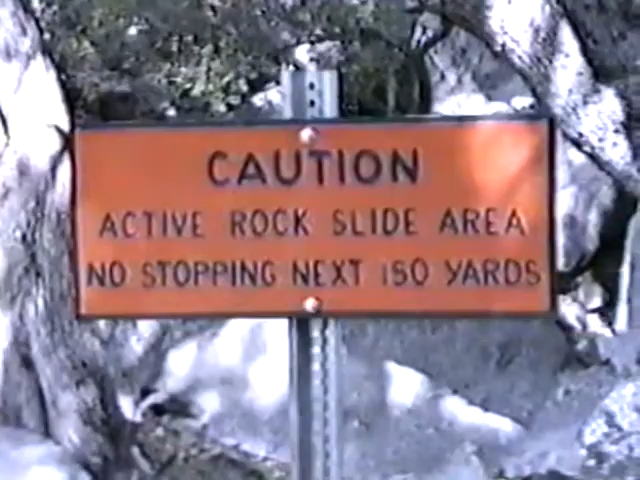 CAUTION
ACTIVE ROCK SLIDE AREA
NO STOPPING NEXT 150 YARDS